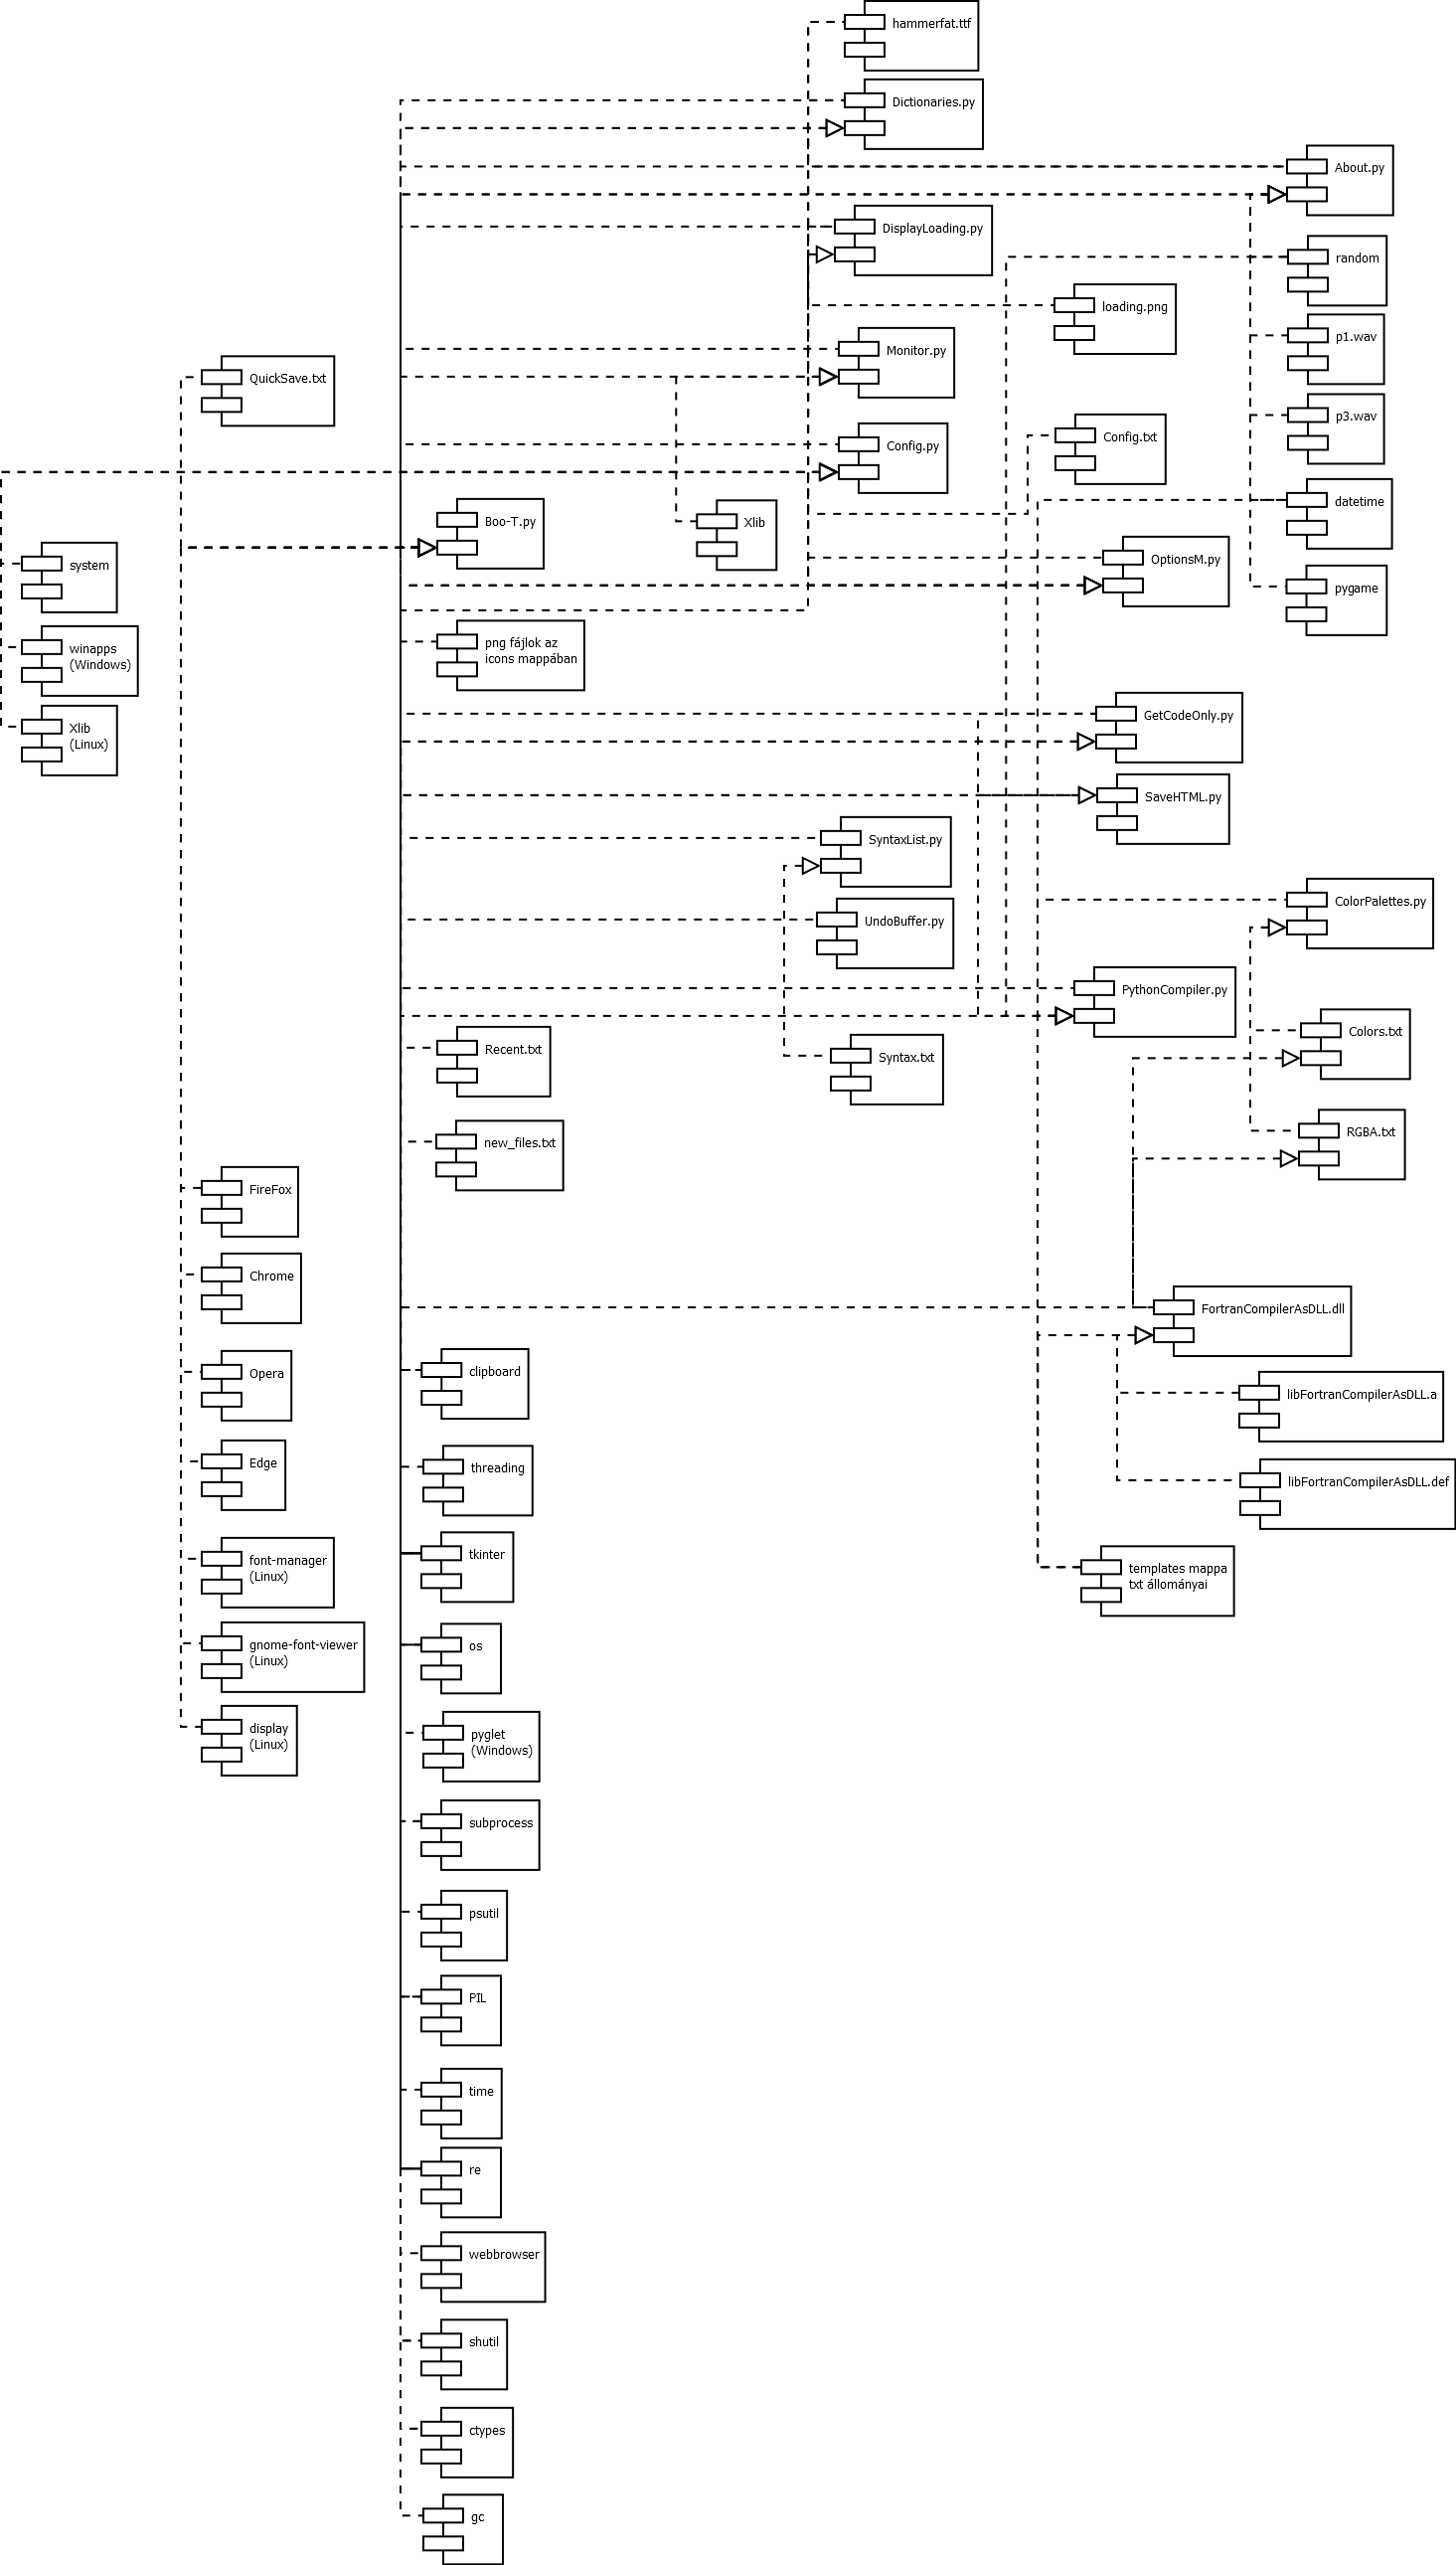 hammerfat.ttf
Dictionaries.py
About.py
DisplayLoading.py
random
loading.png
p1.wav
Monitor.py
QuickSave.txt
p3.wav
Config.txt
Config.py
datetime
Boo-T.py
Xlib
system
OptionsM.py
pygame
winapps
(Windows)
png fájlok az
icons mappában
Xlib
(Linux)
GetCodeOnly.py
SaveHTML.py
SyntaxList.py
ColorPalettes.py
UndoBuffer.py
PythonCompiler.py
Colors.txt
Recent.txt
Syntax.txt
RGBA.txt
new_files.txt
FireFox
Chrome
FortranCompilerAsDLL.dll
clipboard
Opera
libFortranCompilerAsDLL.a
Edge
threading
libFortranCompilerAsDLL.def
tkinter
font-manager
(Linux)
templates mappa
txt állományai
os
gnome-font-viewer
(Linux)
display
(Linux)
pyglet
(Windows)
subprocess
psutil
PIL
time
re
webbrowser
shutil
ctypes
gc